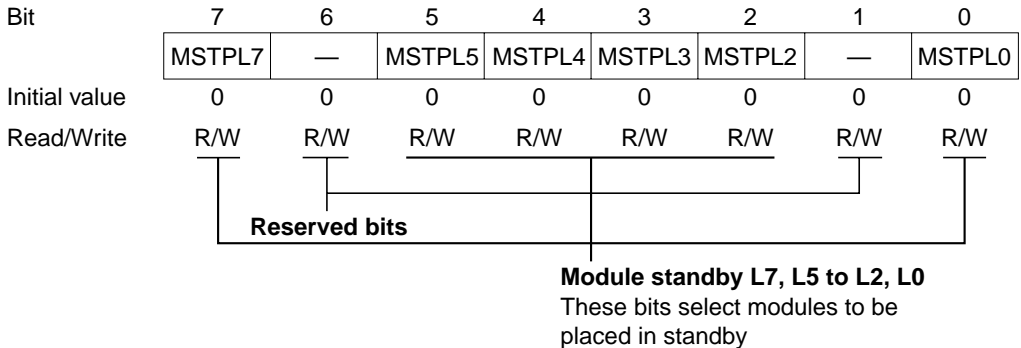 Bit 7 6 5 4 3 2 1 0
MSTPL7 — MSTPL5 MSTPL4 MSTPL3 MSTPL2 — MSTPL0
Initial value 0 0 0 0 0 0 0 0
Read/Write R/W R/W R/W R/W R/W R/W R/W R/W
Reserved bits
Module standby L7, L5 to L2, L0
These bits select modules to be
placed in standby